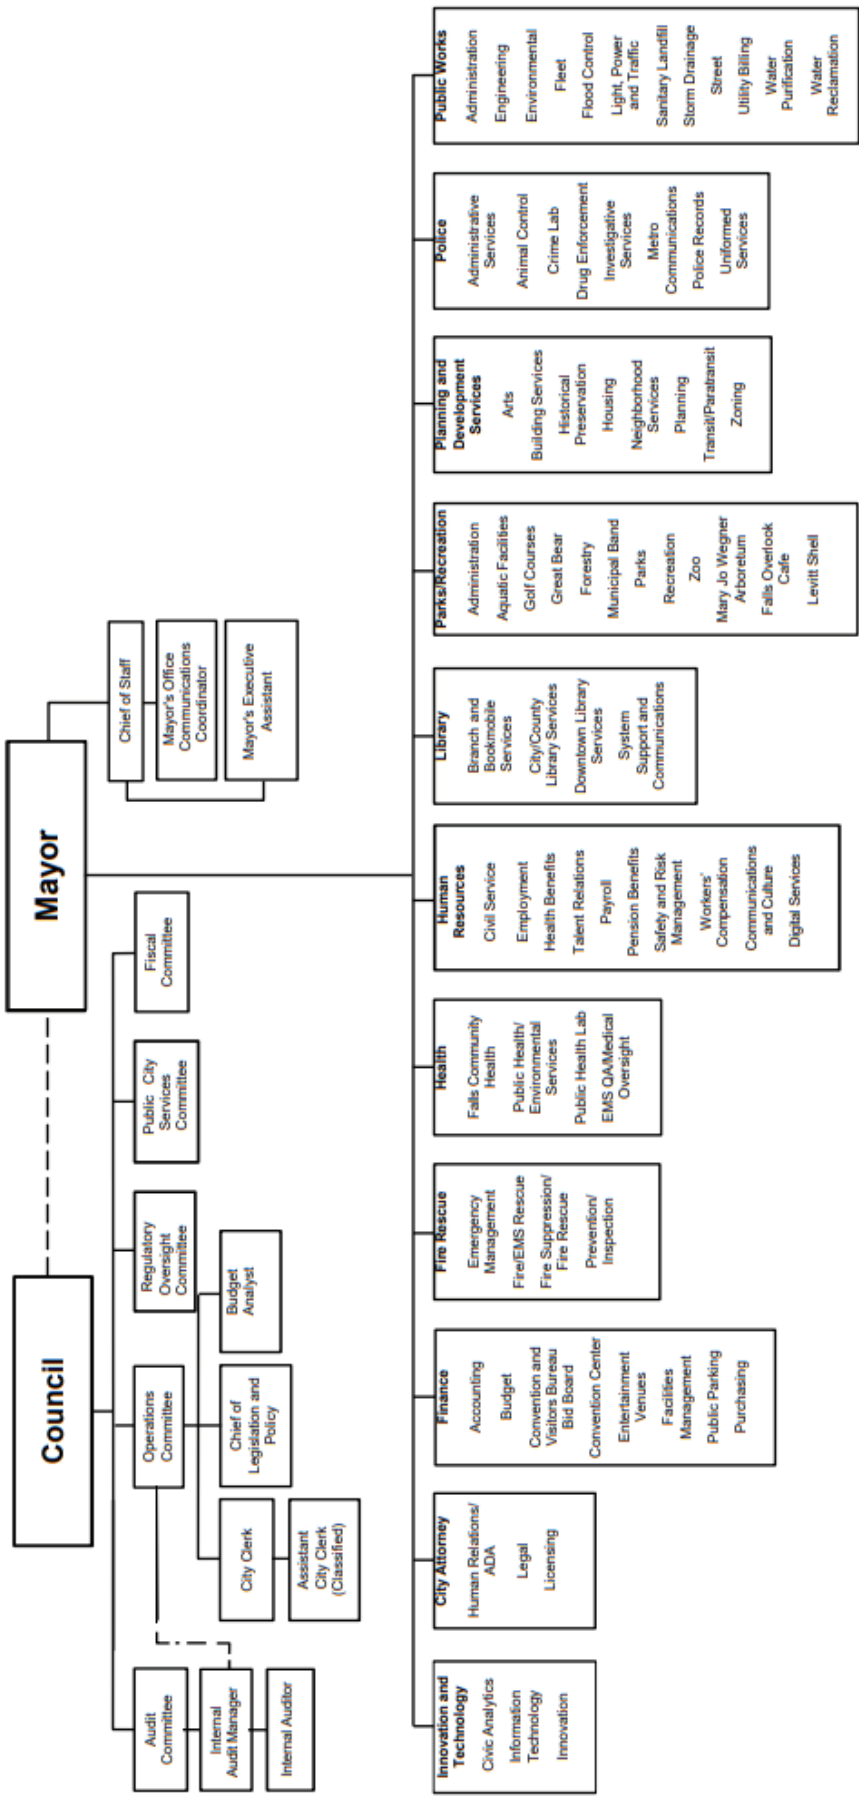 Council
Mayor
Audit
Committee
Internal
Audit Manager
Internal Auditor
Operations
Committee
City Clerk
Assistant
City Clerk
(Classified)
Chief of
Legislation and
Policy
Budget
Analyst
Regulatory
Oversight
Committee
Public City
Services
Committee
Fiscal
Committee
Chief of Staff
Mayor's Office
Communications
Coordinator
Mayor's Executive
Assistant
Innovation and
Technology
Civic Analytics
Information
Technology
Innovation
City Attorney
Human Relations/
ADA
Legal
Licensing
Finance
Accounting
Budget
Convention and
Visitors Bureau
Bid Board
Convention Center
Entertainment
Venues
Facilities
Management
Public Parking
Purchasing
Fire Rescue
Emergency
Management
Fire/EMS Rescue
Fire Suppression/
Fire Rescue
Prevention/
Inspection
Health
Falls Community
Health
Public Health/
Environmental
Services
Public Health Lab
EMS QA/Medical
Oversight
Human
Resources
Civil Service
Employment
Health Benefits
Talent Relations
Payroll
Pension Benefits
Safety and Risk
Management
Workers'
Compensation
Communications
and Culture
Digital Services
Library
Branch and
Bookmobile
Services
City/County
Library Services
Downtown Library
Services
System
Support and
Communications
Parks/Recreation
Administration
Aquatic Facilities
Golf Courses
Great Bear
Forestry
Municipal Band
Parks
Recreation
Zoo
Mary Jo Wegner
Arboretum
Falls Overlook
Cafe
Levitt Shell
Planning and
Development
Services
Arts
Building Services
Historical
Preservation
Housing
Neighborhood
Services
Planning
Transit/Paratransit
Zoning
Police
Administrative
Services
Animal Control
Crime Lab
Drug Enforcement
Investigative
Services
Metro
Communications
Police Records
Uniformed
Services
Public Works
Administration
Engineering
Environmental
Fleet
Flood Control
Light, Power
and Traffic
Sanitary Landfill
Storm Drainage
Street
Utility Billing
Water
Purification
Water
Reclamation